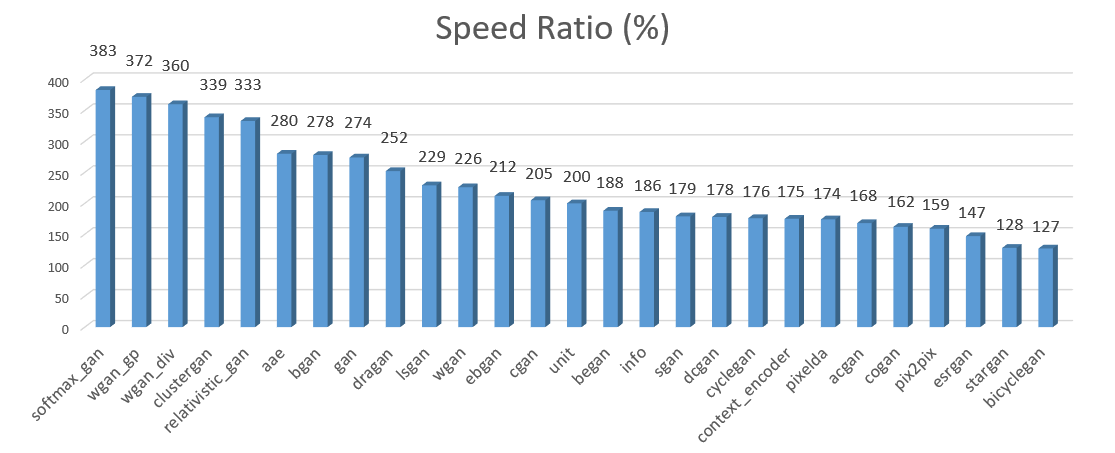 Speed Ratio (%)
383
372
360
339
333
280
278
274
252
229
226
212
205
200
188
186
179
178
176
175
174
168
162
159
147
128
127
400
350
300
250
200
150
100
50
0
softmax_gan
wgan_gp
wgan_div
clustergan
relativistic_gan
aae
bgan
gan
dragan
lsgan
wgan
ebgan
cgan
unit
began
info
sgan
dcgan
cyclegan
context_encoder
pixelda
acgan
cogan
pix2pix
esrgan
stargan
bicyclegan